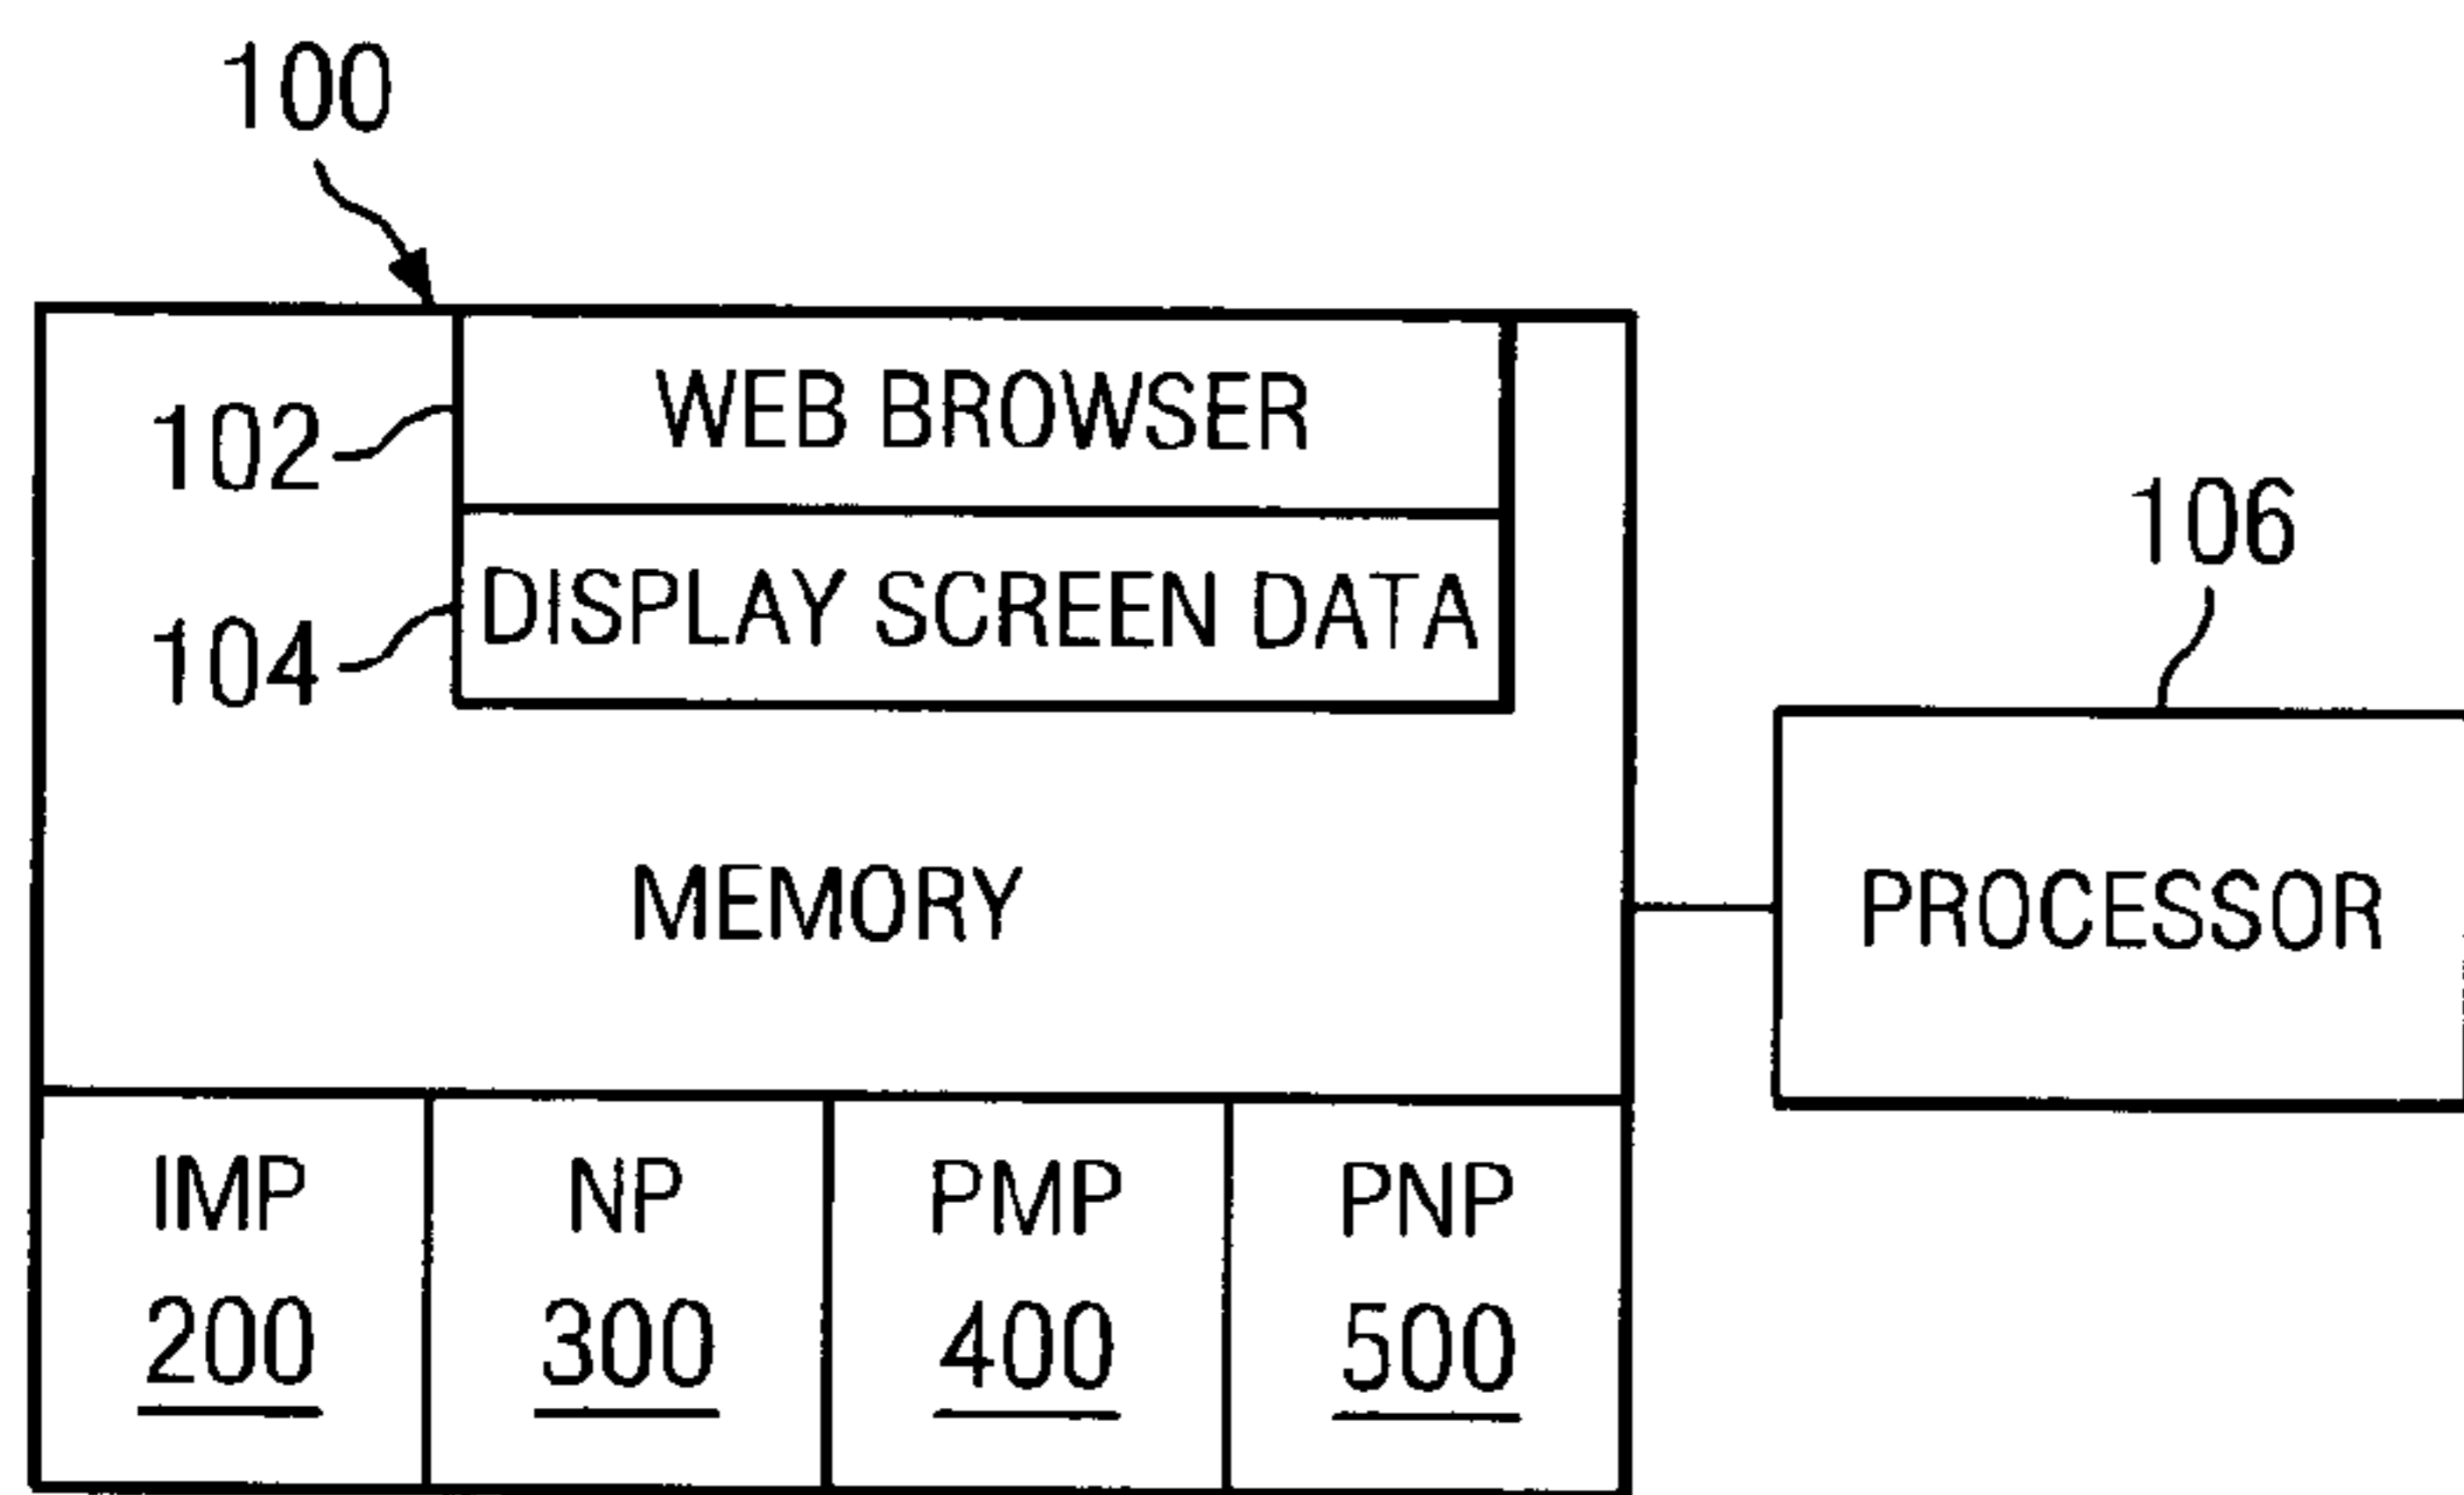 100
102
WEB BROWSER
104
DISPLAY SCREEN DATA
106
MEMORY
PROCESSOR
IMP
200
NP
300
PMP
400
PNP
500